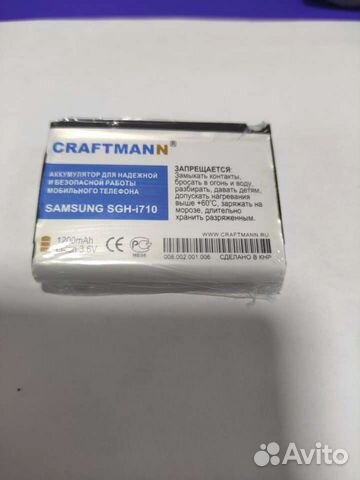 CRAFTMANN®
АККУМУЛЯТОР ДЛЯ НАДЕЖНОЙ
И БЕЗОПАСНОЙ РАБОТЫ
МОБИЛЬНОГО ТЕЛЕФОНА
SAMSUNG SGH-i710
1200mAh
3.6V
ЗАПРЕЩАЕТСЯ:
Замыкать контакты,
бросать в огонь и воду,
разбирать, давать детям,
допускать нагревания
выше +60°С, заряжать на
морозе, длительно
хранить разряженным.
WWW.CRAFTMANN.RU
008.002.001.006
СДЕЛАНО В КНР
Avito